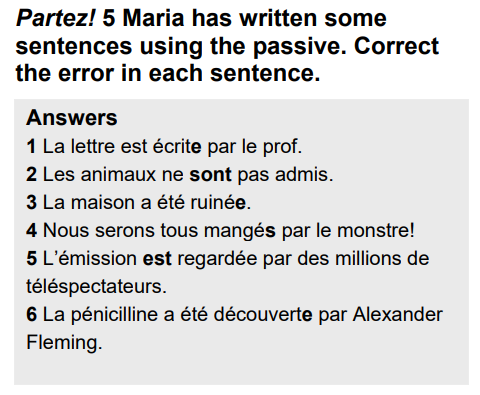 Partez! 5 Maria has written some
sentences using the passive. Correct
the error in each sentence.
Answers
1 La lettre est écrite par le prof.
2 Les animaux ne sont pas admis.
3 La maison a été ruinée.
4 Nous serons tous mangés par le monstre!
5 L’émission est regardée par des millions de
téléspectateurs.
6 La pénicilline a été découverte par Alexander
Fleming.